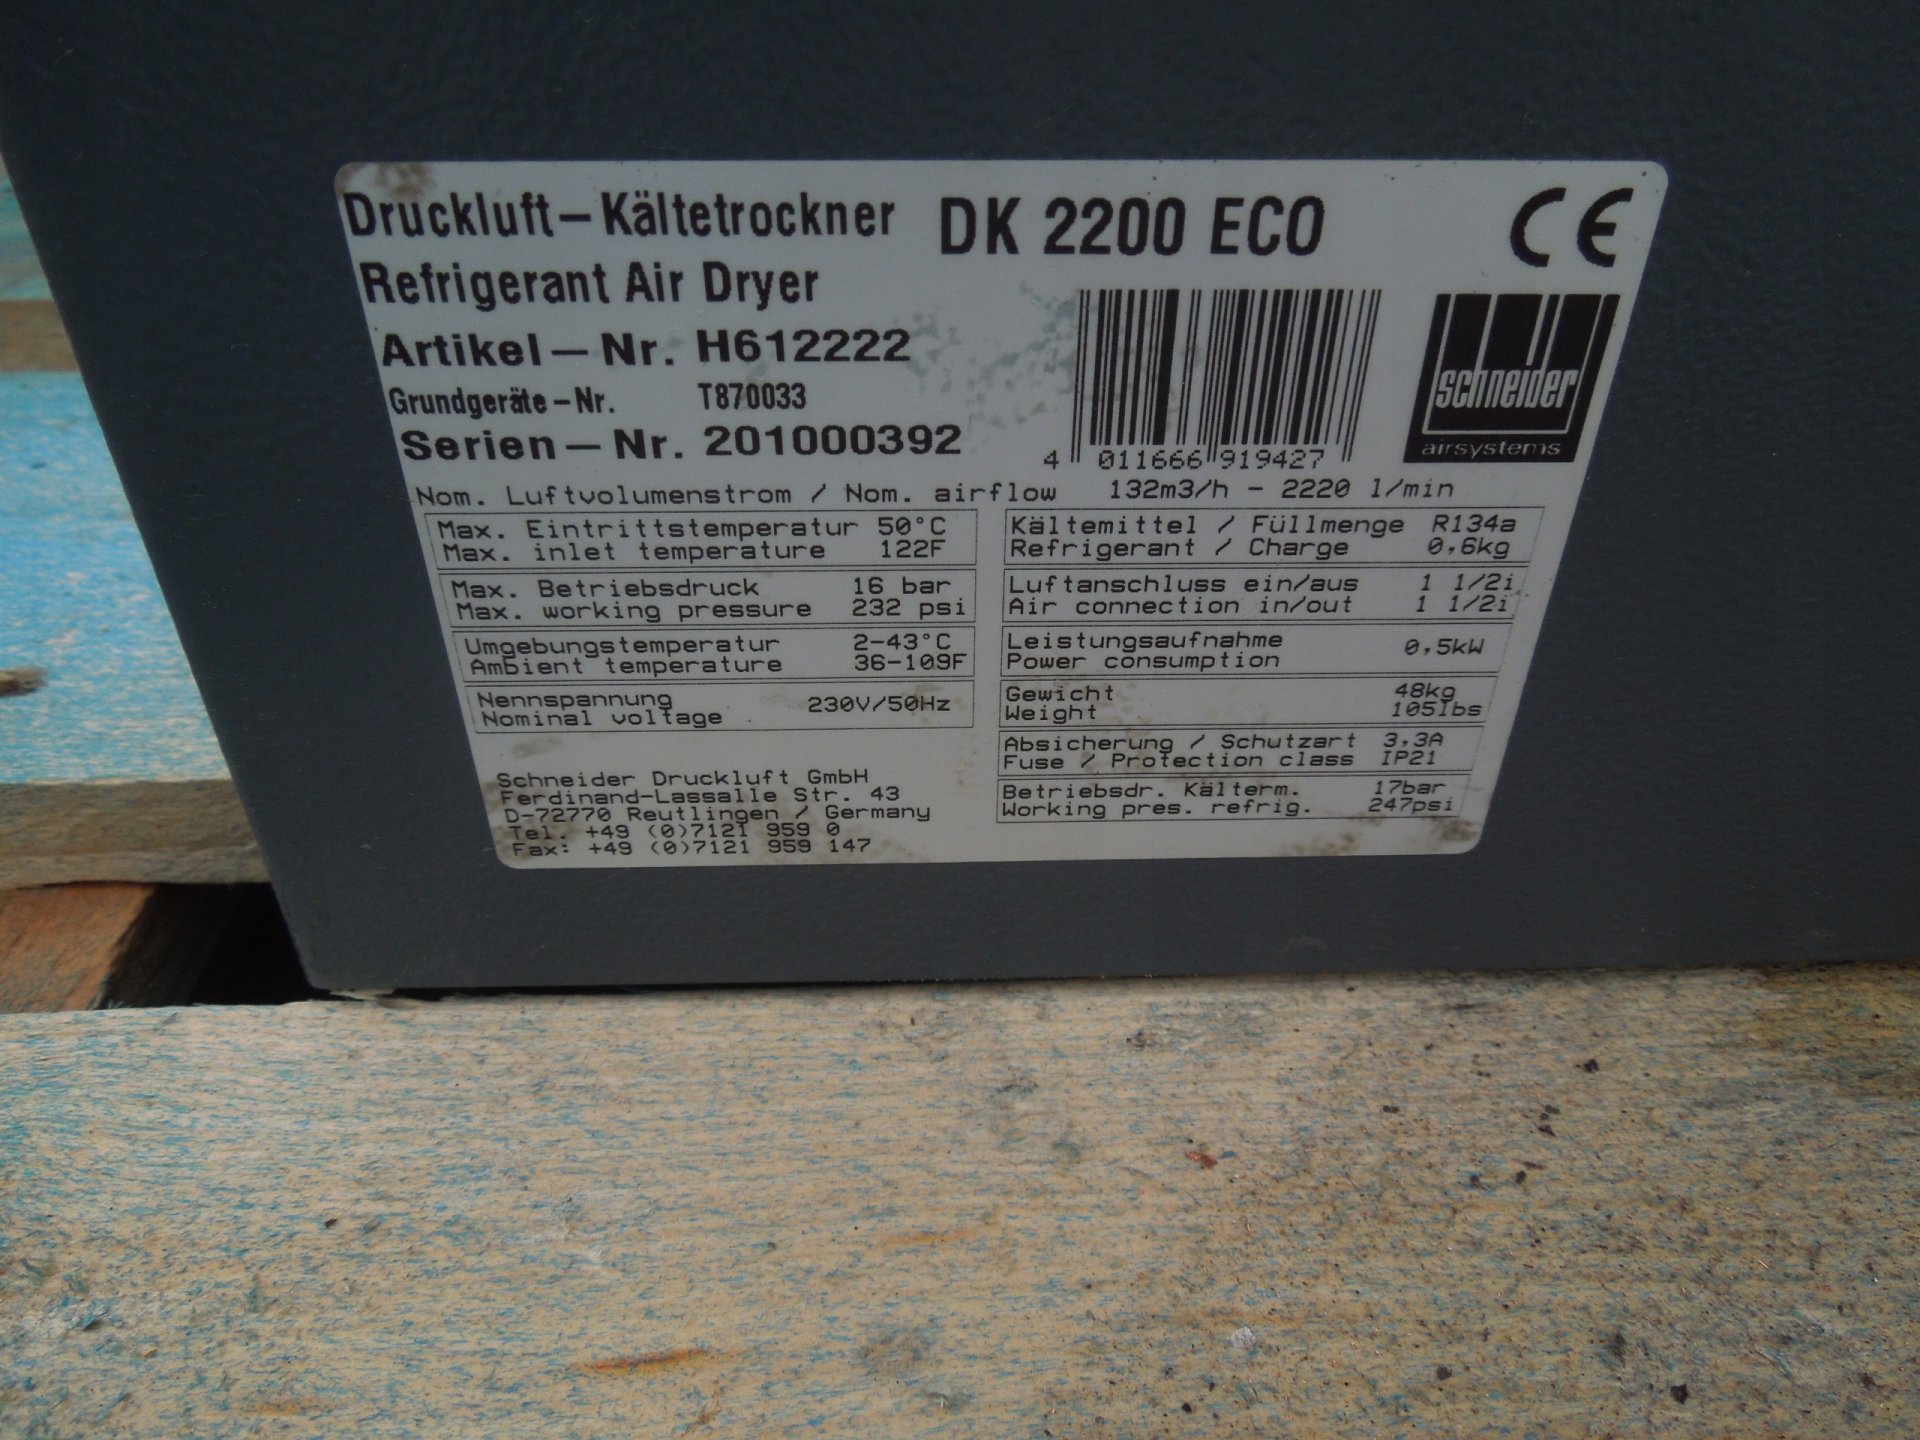 Druckluft–Kältetrockner DK 2200 ECO CE
Refrigerant Air Dryer
Artikel–Nr. H612222
Grundgeräte–Nr. T870033
Serien–Nr. 201000392
4 011666 919427
schneider
airsystems
Nom. Luftvolumenstrom / Nom. airflow 132m3/h - 2220 l/min
Max. Eintrittstemperatur 50°C
Max. inlet temperature 122F
Max. Betriebsdruck 16 bar
Max. working pressure 232 psi
Umgebungstemperatur 2-43°C
Ambient temperature 36-109F
Nennspannung
Nominal voltage 230V/50Hz
Kältemittel / Füllmenge R134a
Refrigerant / Charge 0,6kg
Luftanschluss ein/aus 1 1/2i
Air connection in/out 1 1/2i
Leistungsaufnahme
Power consumption 0,5kW
Gewicht 48kg
Weight 105lbs
Absicherung / Schutzart 3,3A
Fuse / Protection class IP21
Betriebsdr. Kälterm. 17bar
Working pres. refrig. 247psi
Schneider Druckluft GmbH
Ferdinand-Lassalle Str. 43
D-72770 Reutlingen / Germany
Tel. +49 (0)7121 959 0
Fax: +49 (0)7121 959 147